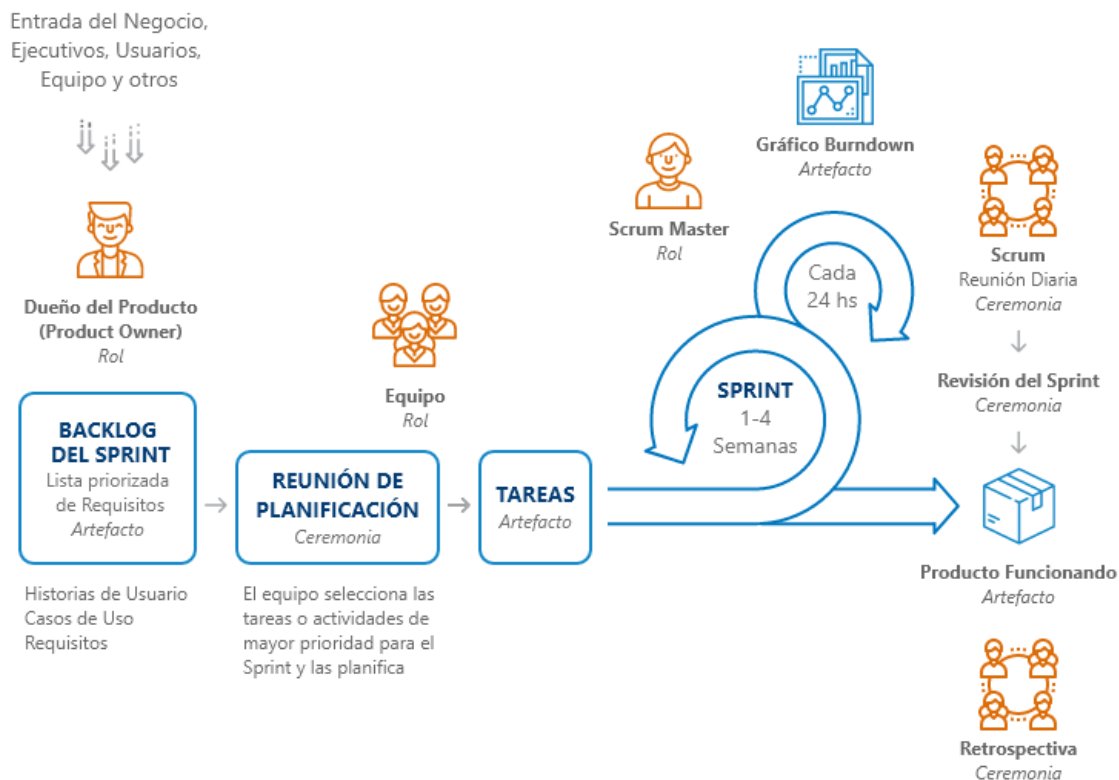 Entrada del Negocio,
Ejecutivos, Usuarios,
Equipo y otros
Dueño del Producto
(Product Owner)
Rol
BACKLOG
DEL SPRINT
Lista priorizada
de Requisitos
Artefacto
Historias de Usuario
Casos de Uso
Requisitos
Equipo
Rol
REUNIÓN DE
PLANIFICACIÓN
Ceremonia
El equipo selecciona las
tareas o actividades de
mayor prioridad para el
Sprint y las planifica
TAREAS
Artefacto
Scrum Master
Rol
Gráfico Burndown
Artefacto
Cada
24 hs
SPRINT
1-4
Semanas
Scrum
Reunión Diaria
Ceremonia
Revisión del Sprint
Ceremonia
Producto Funcionando
Artefacto
Retrospectiva
Ceremonia